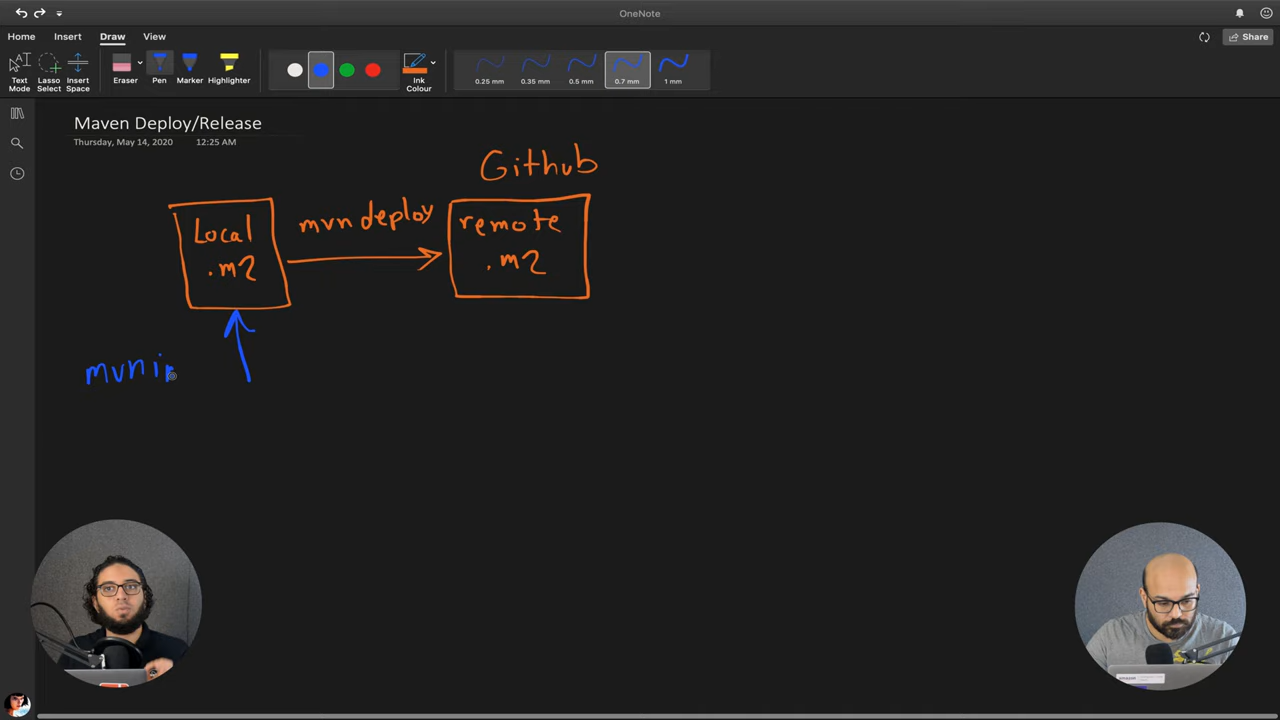 OneNote
Home Insert Draw View
Share
Text Mode
Lasso Select
Insert Space
Eraser
Pen
Marker
Highlighter
Ink Colour
0.25 mm
0.35 mm
0.5 mm
0.7 mm
1 mm
Maven Deploy/Release
Thursday, May 14, 2020 12:25 AM
Github
Local
.m2
mvn deploy
remote
.m2
mvn i